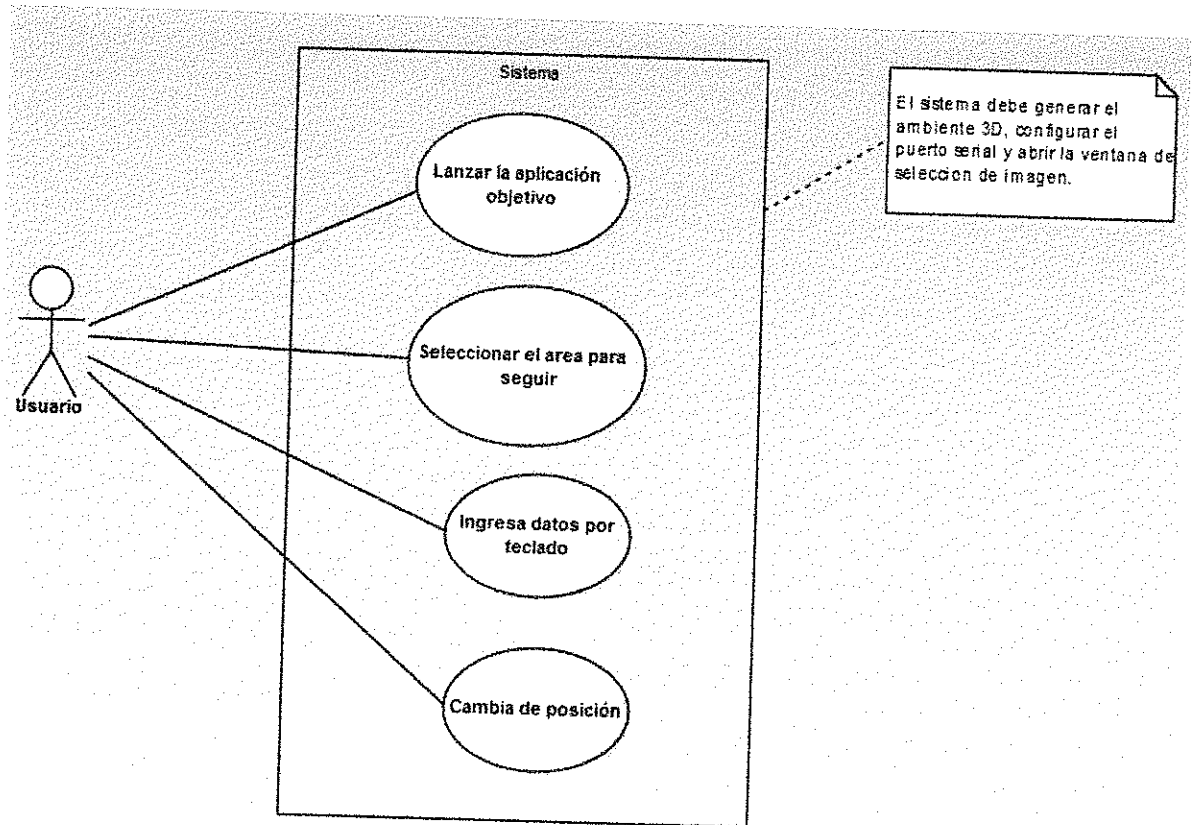 Sistema
Lanzar la aplicación
objetivo
El sistema debe generar el
ambiente 3D, configurar el
puerto serial y abrir la ventana de
seleccion de imagen.
Seleccionar el area para
seguir
Usuario
Ingresa datos por
teclado
Cambia de posición